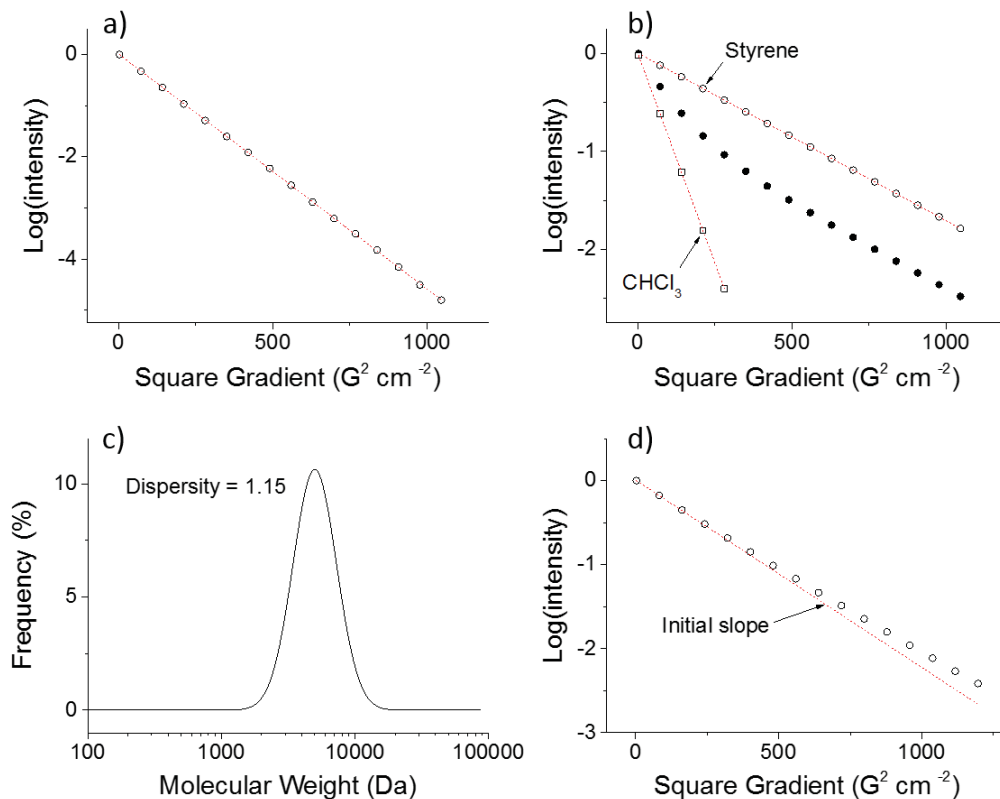 a)
0
-2
-4
Log(intensity)
0
500
1000
Square Gradient (G² cm ⁻²)
b)
Styrene
0
-1
-2
Log(intensity)
CHCl₃
0
500
1000
Square Gradient (G² cm ⁻²)
c)
Dispersity = 1.15
10
5
0
Frequency (%)
100
1000
10000
100000
Molecular Weight (Da)
d)
0
-1
-2
-3
Log(intensity)
Initial slope
0
500
1000
Square Gradient (G² cm ⁻²)